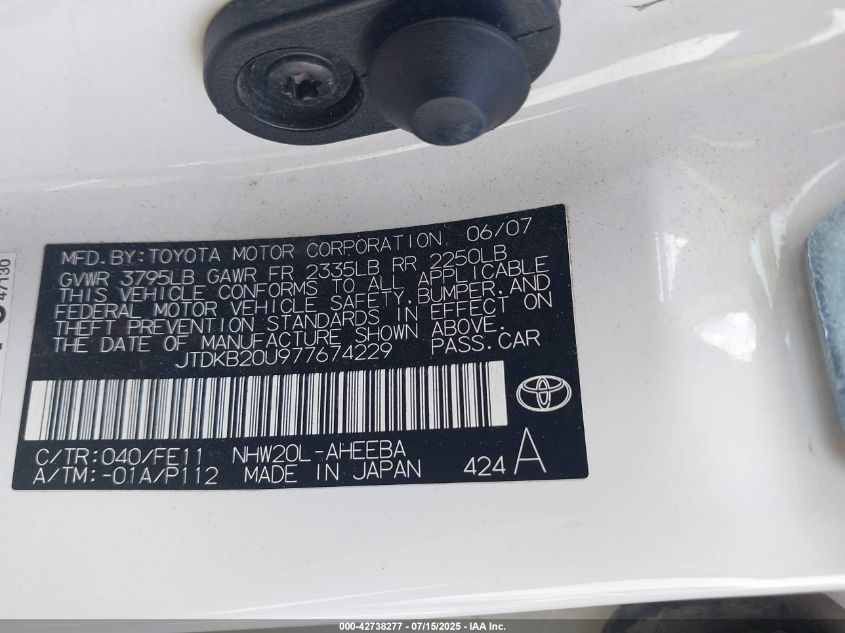 MFD.BY:TOYOTA MOTOR CORPORATION 06/07
GVWR 3795LB GAWR FR 2335LB RR 2250LB
THIS VEHICLE CONFORMS TO ALL APPLICABLE
FEDERAL MOTOR VEHICLE SAFETY,BUMPER,AND
THEFT PREVENTION STANDARDS IN EFFECT ON
THE DATE OF MANUFACTURE SHOWN ABOVE.
JTDKB20U977674229 PASS.CAR
C/TR:040/FE11 NHW20L-AHEEBA
A/TM:-01A/P112 MADE IN JAPAN 424 A
47130
000-42738277 - 07/15/2025 - IAA Inc.